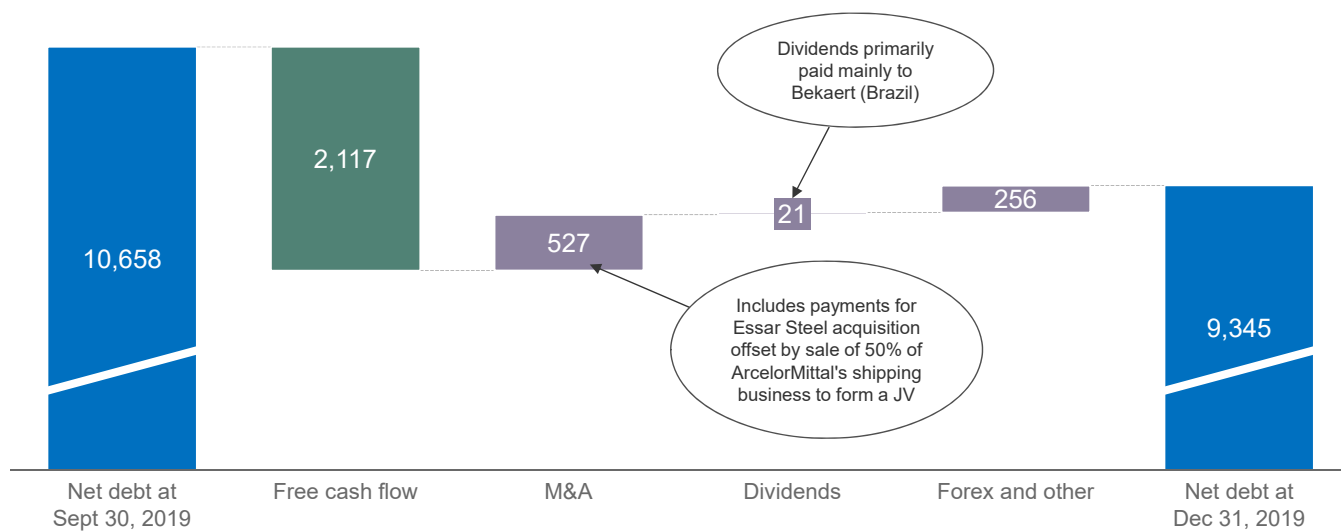 Dividends primarily
paid mainly to
Bekaert (Brazil)
2,117
21
256
10,658
527
Includes payments for
Essar Steel acquisition
offset by sale of 50% of
ArcelorMittal's shipping
business to form a JV
9,345
Net debt at
Sept 30, 2019
Free cash flow
M&A
Dividends
Forex and other
Net debt at
Dec 31, 2019